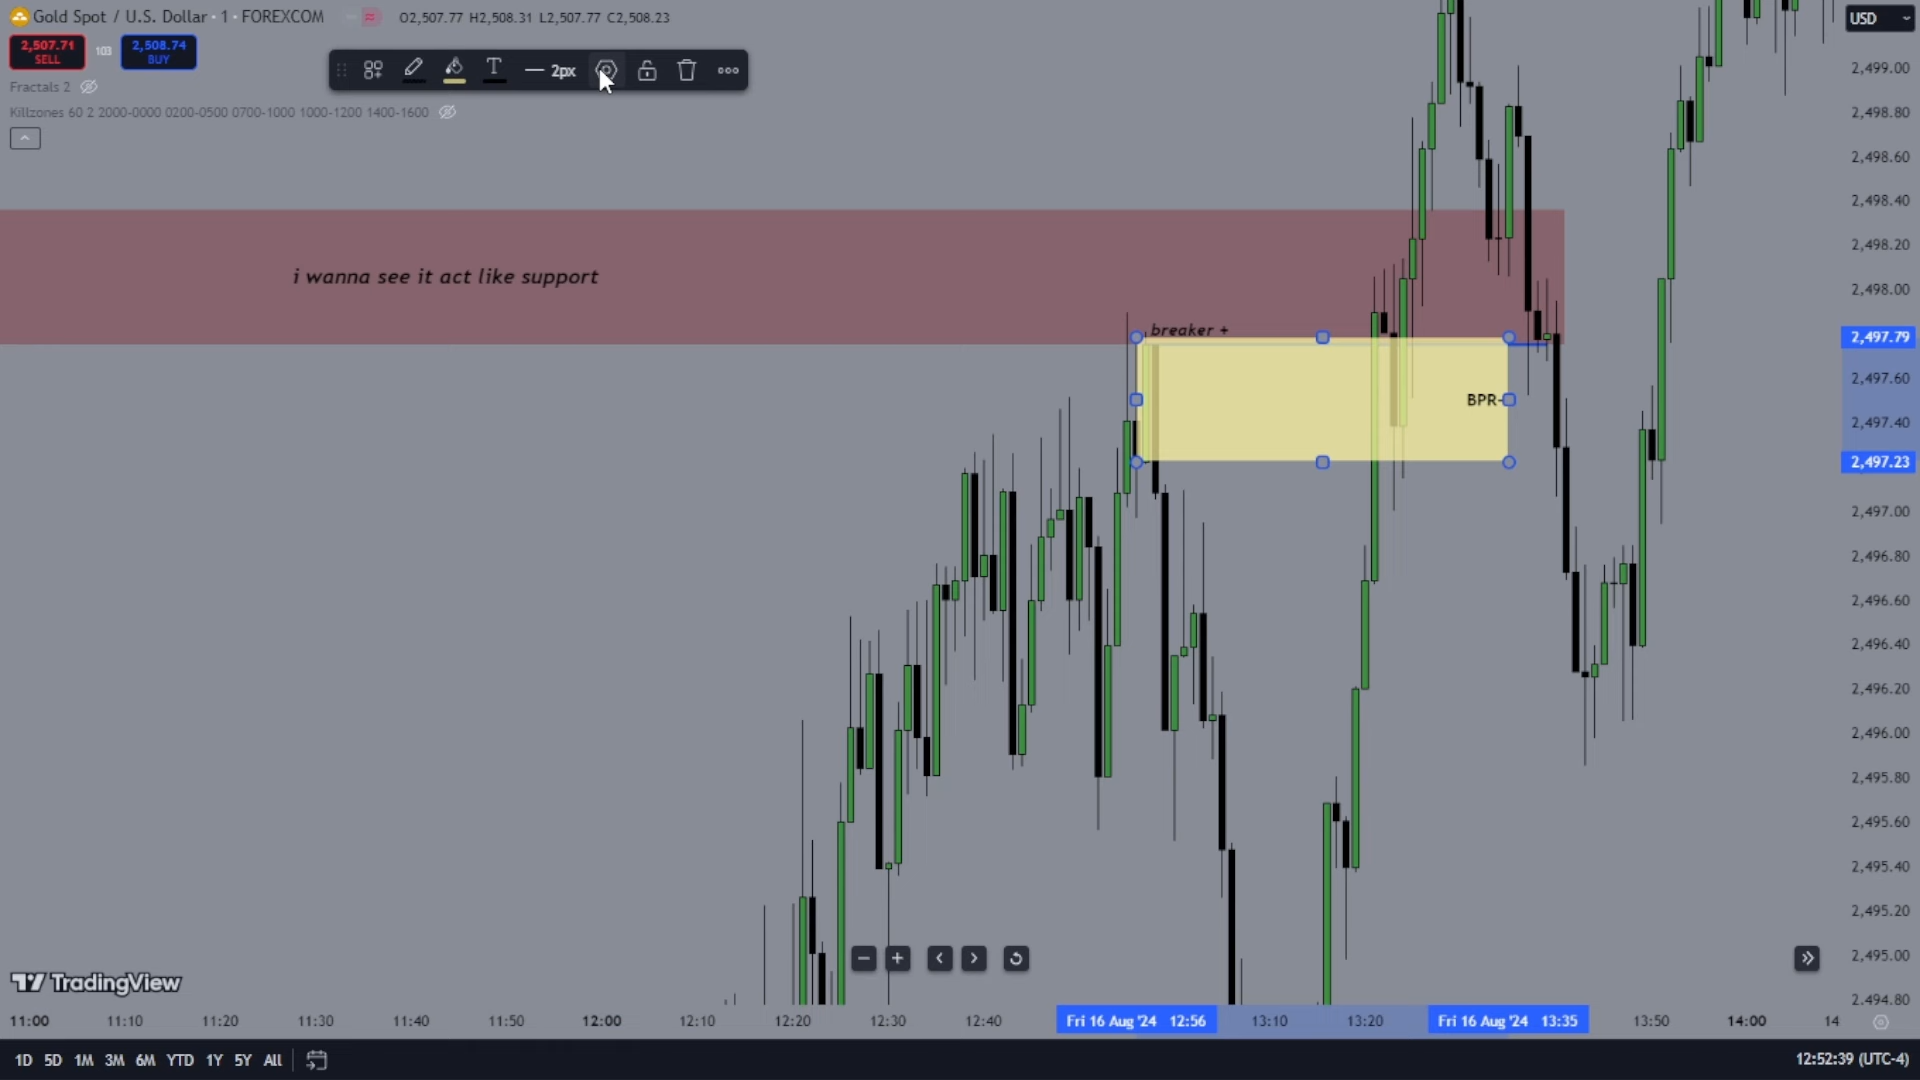 Gold Spot / U.S. Dollar · 1 · FOREXCOM O2,507.77 H2,508.31 L2,507.77 C2,508.23
USD
2,507.71
SELL
103
2,508.74
BUY
T 2px
Fractals 2
Killzones 60 2 2000-0000 0200-0500 0700-1000 1000-1200 1400-1600
2,499.00
2,498.80
2,498.60
2,498.40
2,498.20
i wanna see it act like support
2,498.00
breaker +
2,497.79
2,497.60
BPR-
2,497.40
2,497.23
2,497.00
2,496.80
2,496.60
2,496.40
2,496.20
2,496.00
2,495.80
2,495.60
2,495.40
2,495.20
2,495.00
TradingView
2,494.80
11:00 11:10 11:20 11:30 11:40 11:50 12:00 12:10 12:20 12:30 12:40 Fri 16 Aug '24 12:56 13:10 13:20 Fri 16 Aug '24 13:35 13:50 14:00 14
1D 5D 1M 3M 6M YTD 1Y 5Y All 12:52:39 (UTC-4)